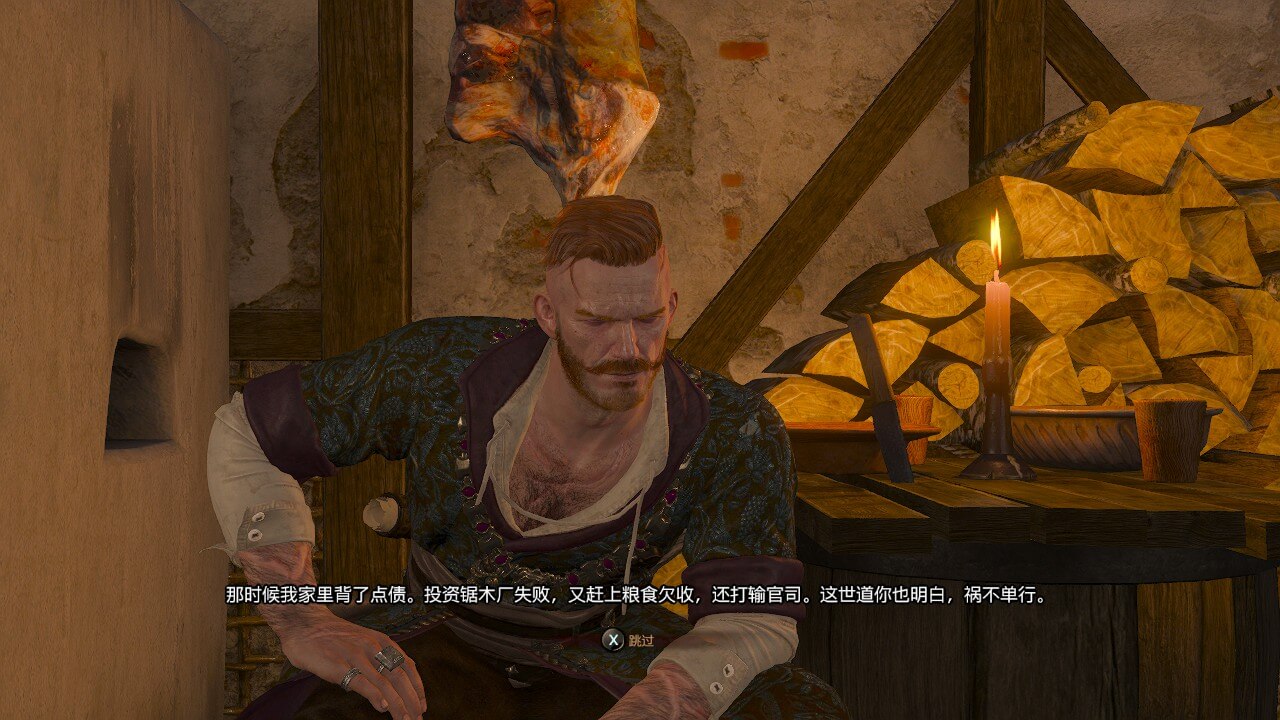 那时候我家里背了点债。投资锯木厂失败，又赶上粮食欠收，还打输官司。这世道你也明白，祸不单行。
X 跳过